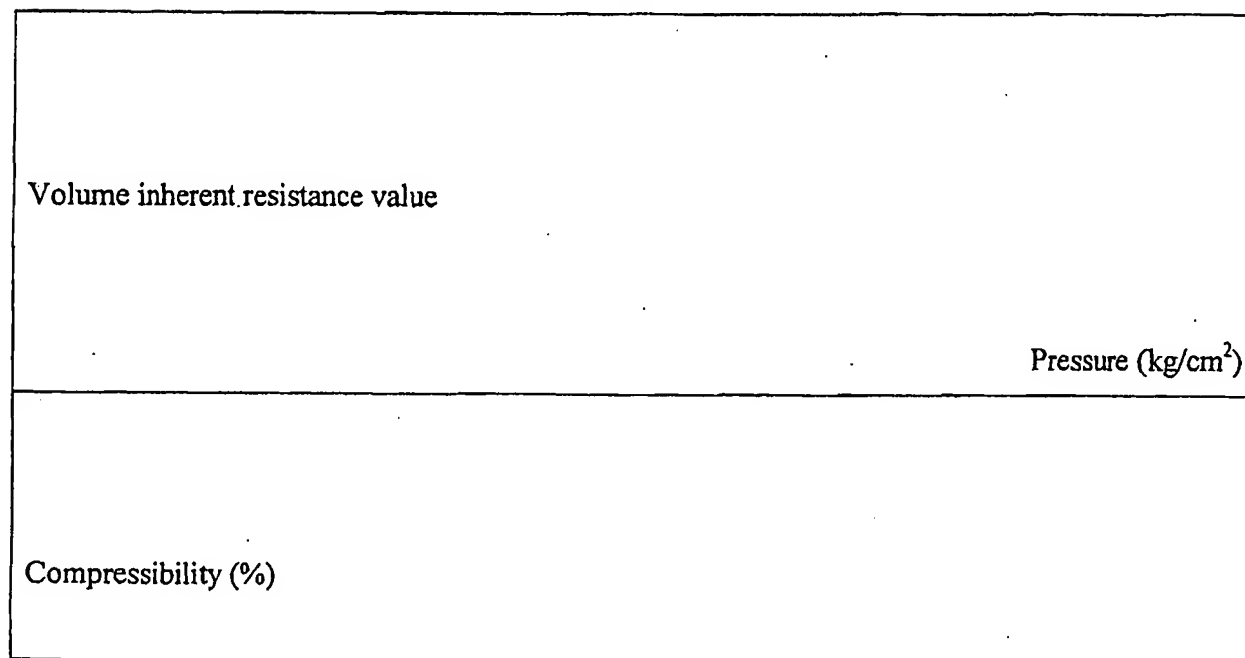 Volume inherent resistance value
Pressure (kg/cm²)
Compressibility (%)